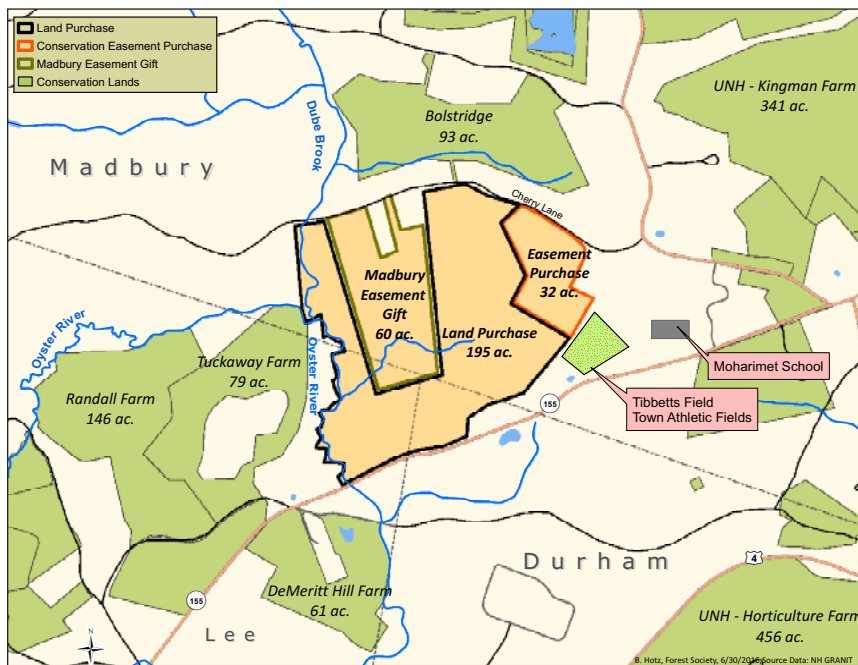 Land Purchase
Conservation Easement Purchase
Madbury Easement Gift
Conservation Lands
UNH - Kingman Farm
341 ac.
Bolstridge
93 ac.
Dube Brook
Madbury
Cherry Lane
Easement
Purchase
32 ac.
Madbury
Easement
Gift
60 ac.
Land Purchase
195 ac.
Oyster River
Oyster River
Tuckaway Farm
79 ac.
Randall Farm
146 ac.
Moharimet School
Tibbetts Field
Town Athletic Fields
155
Durham
4
DeMeritt Hill Farm
61 ac.
155
Lee
N
UNH - Horticulture Farm
456 ac.
B. Hotz, Forest Society, 6/30/2016 Source Data: NH GRANIT